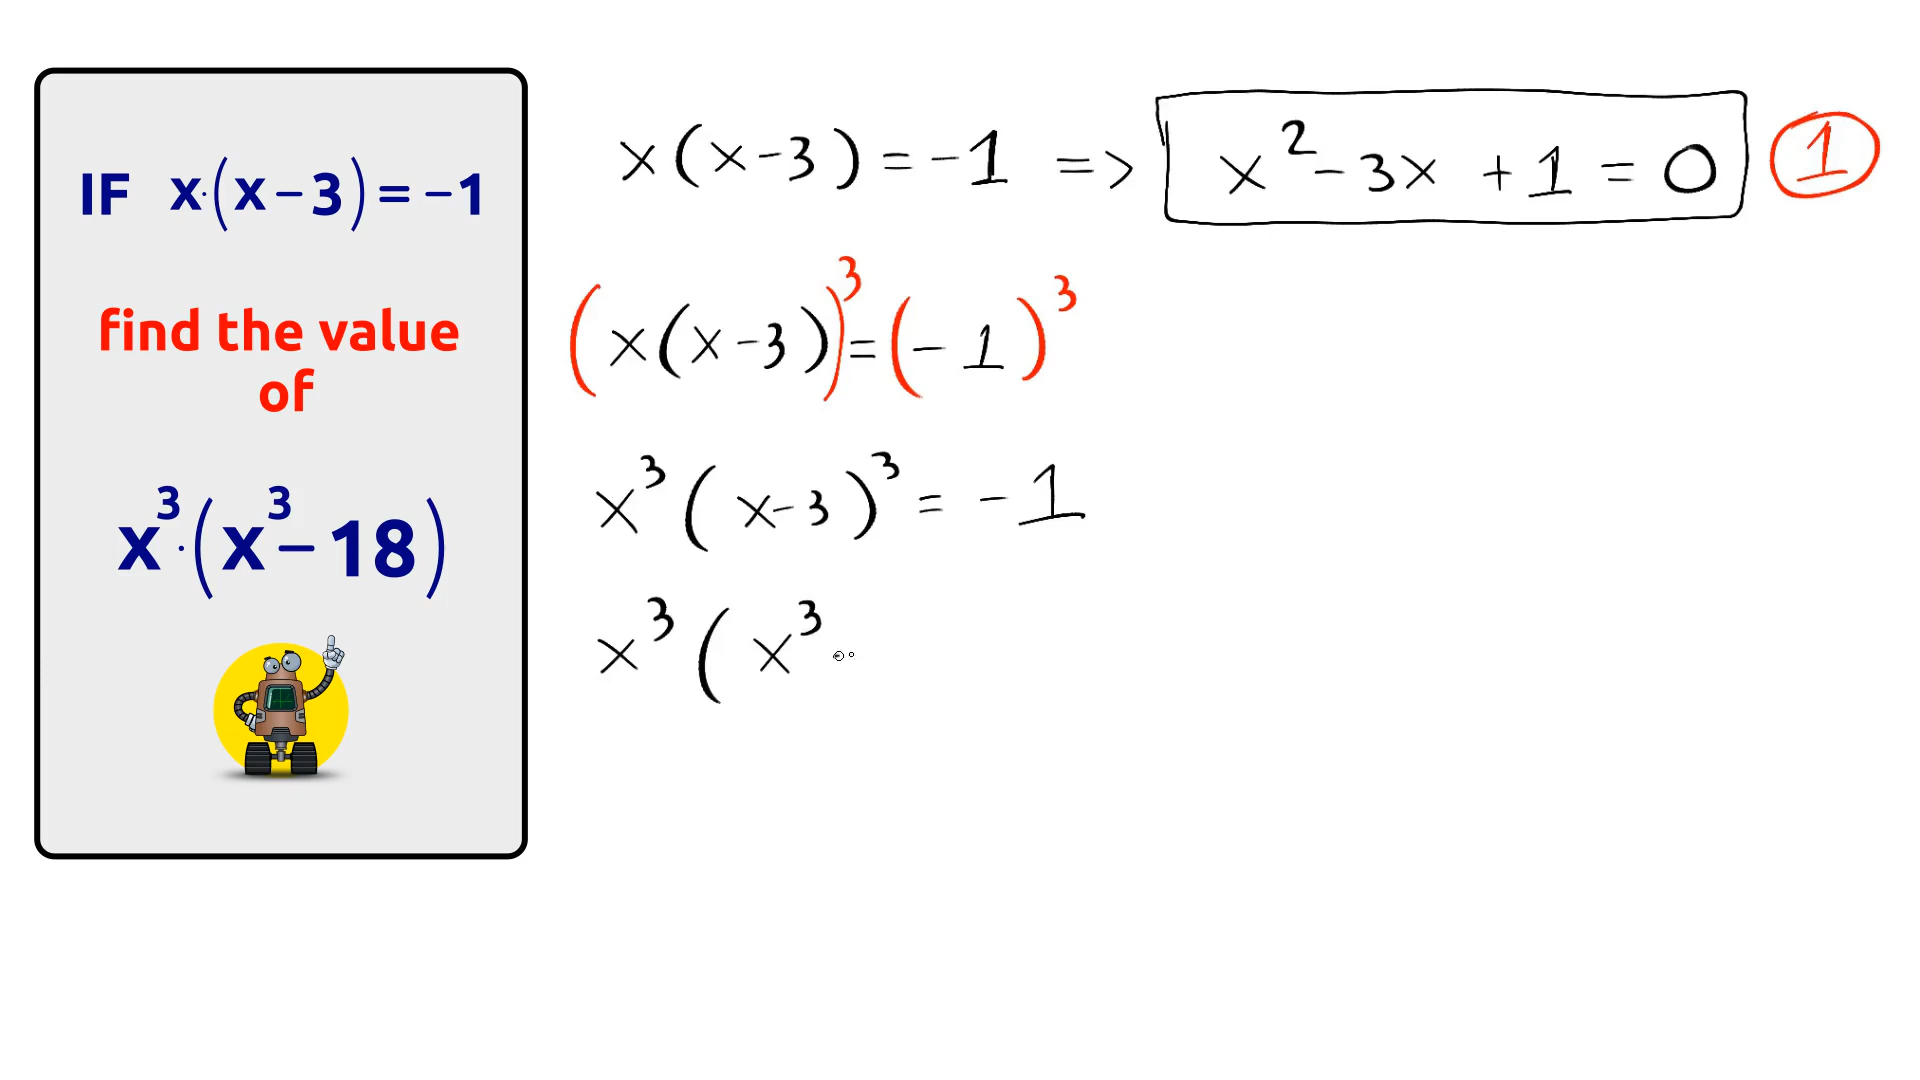 IF x·(x−3)=−1
find the value
of
x³·(x³−18)
x(x-3)=-1 => x²-3x+1=0 1
(x(x-3))³=(-1)³
x³(x-3)³=-1
x³(x³